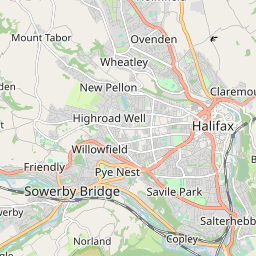 Ovenden
Mount Tabor
Wheatley
New Pellon
Claremou
Highroad Well
Halifax
Willowfield
Friendly
Pye Nest
Sowerby Bridge
Savile Park
werby
Salterhebb
Norland
Copley